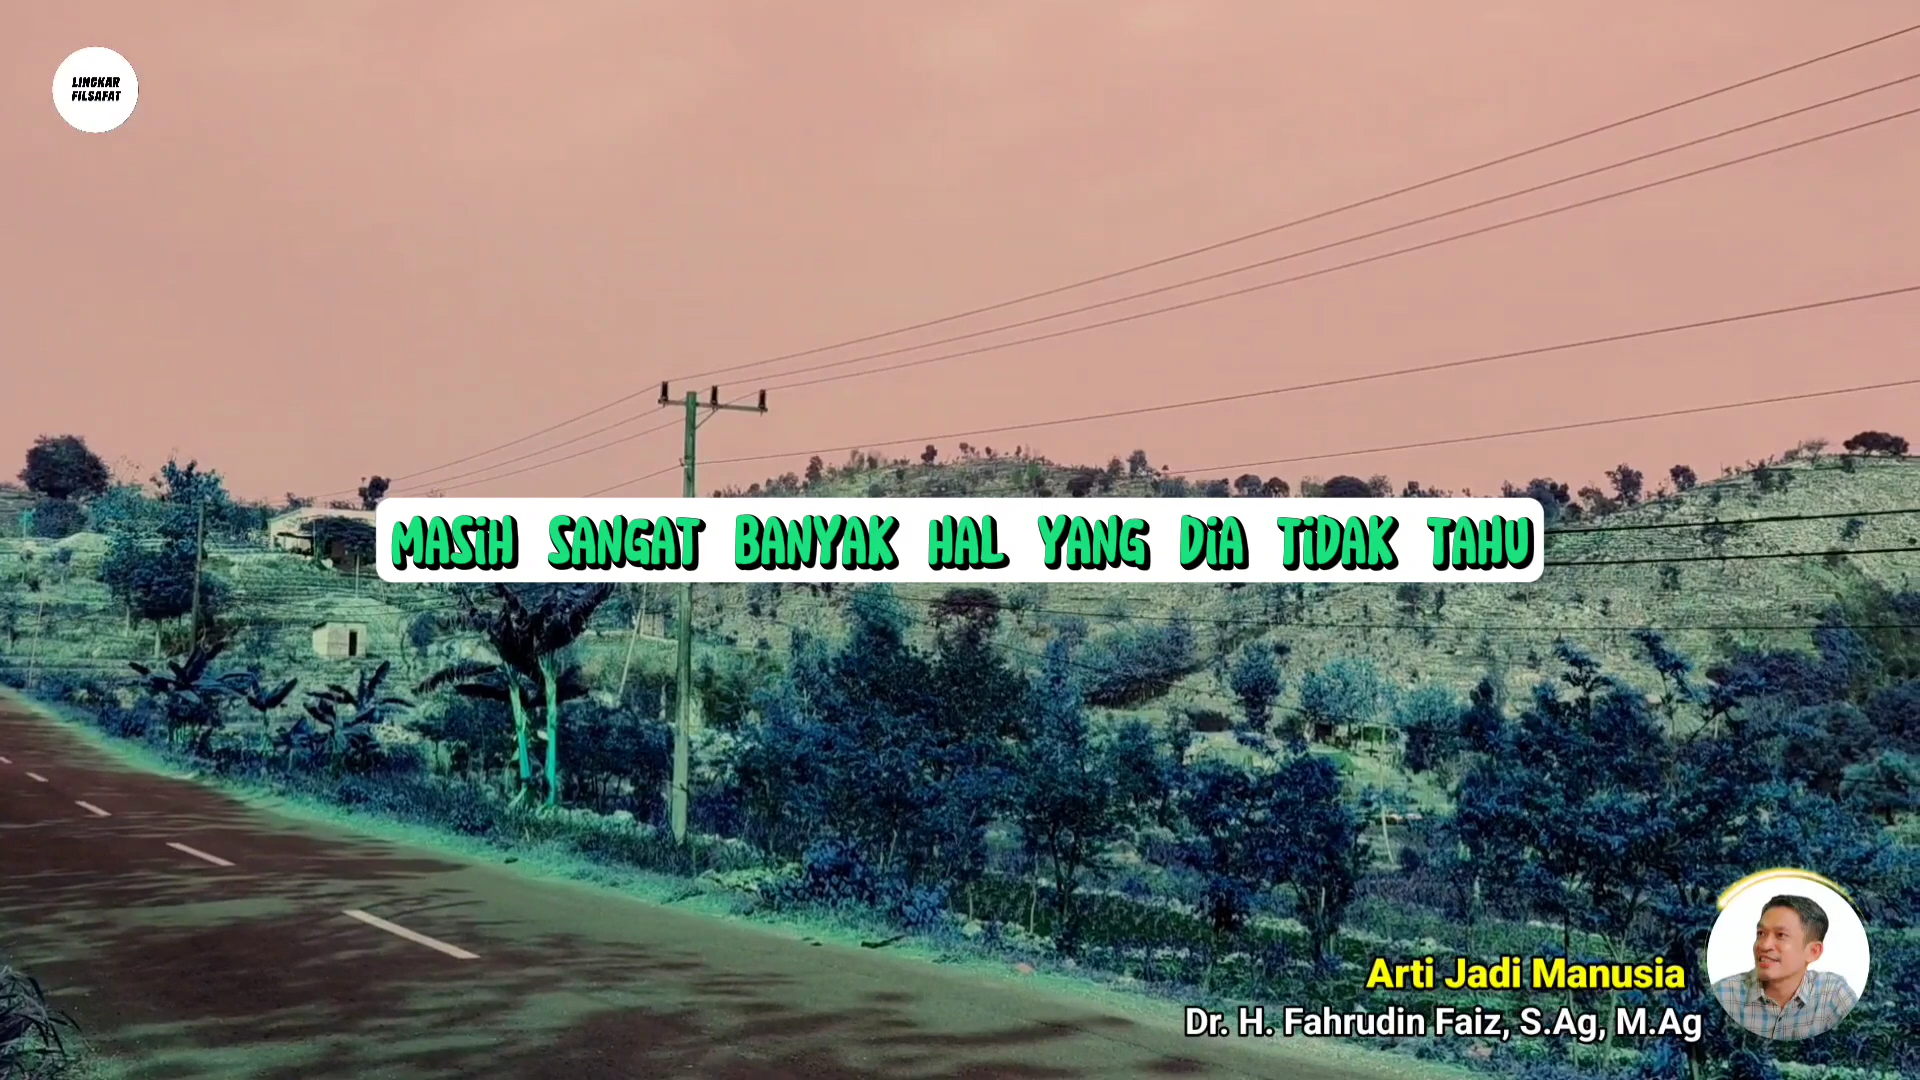 LINGKAR
FILSAFAT
MASiH SANGAT BANYAK HAL YANG DiA TiDAK TAHU
Arti Jadi Manusia
Dr. H. Fahrudin Faiz, S.Ag, M.Ag